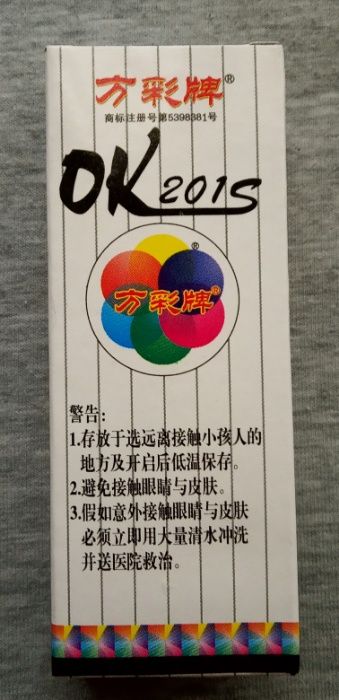 方彩牌®
商标注册号第5398381号
OK201S
®
方彩牌®
警告:
1.存放于选远离接触小孩人的
地方及开启后低温保存。
2.避免接触眼睛与皮肤。
3.假如意外接触眼睛与皮肤
必须立即用大量清水冲洗
并送医院救治。